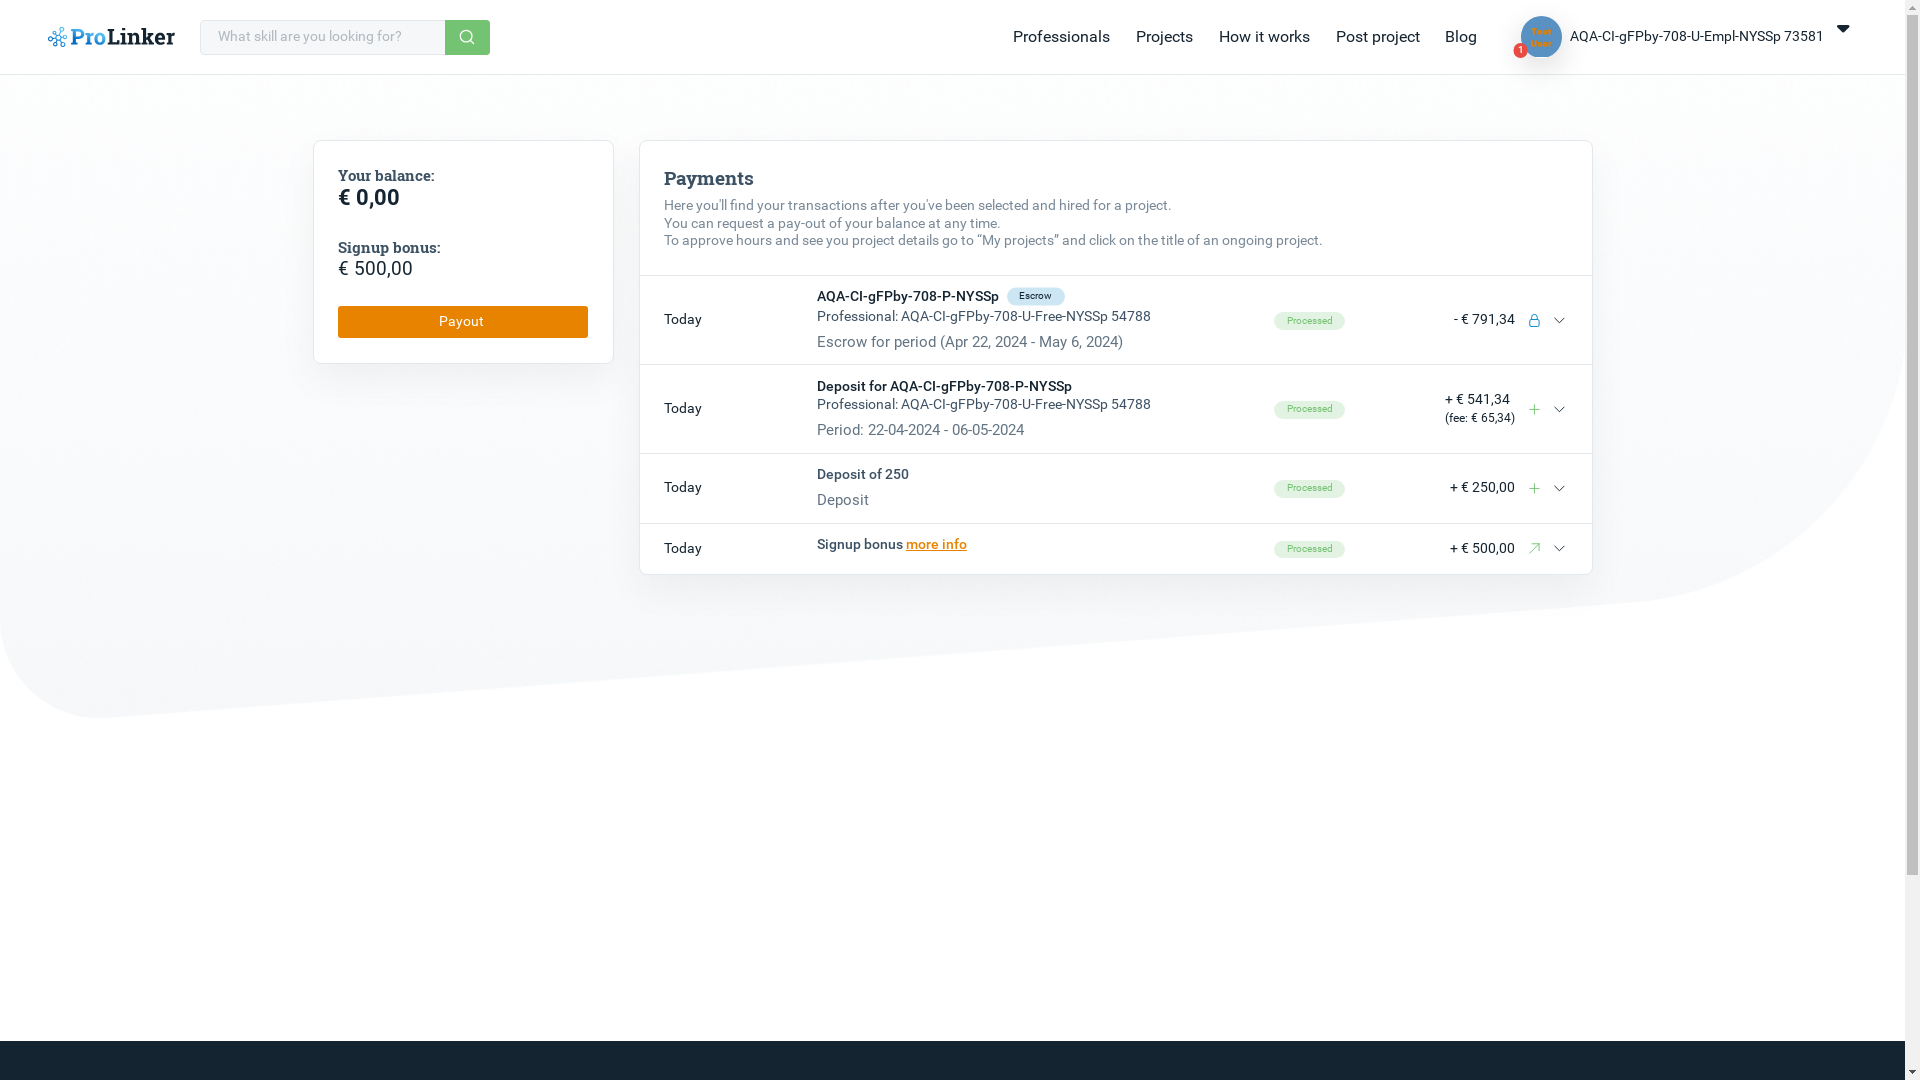 ProLinker
What skill are you looking for?
Professionals
Projects
How it works
Post project
Blog
1
AQA-CI-gFPby-708-U-Empl-NYSSp 73581
Your balance:
€ 0,00
Signup bonus:
€ 500,00
Payout
Payments
Here you'll find your transactions after you've been selected and hired for a project.
You can request a pay-out of your balance at any time.
To approve hours and see you project details go to “My projects” and click on the title of an ongoing project.
Today
AQA-CI-gFPby-708-P-NYSSp Escrow
Professional: AQA-CI-gFPby-708-U-Free-NYSSp 54788
Escrow for period (Apr 22, 2024 - May 6, 2024)
Processed
- € 791,34
Today
Deposit for AQA-CI-gFPby-708-P-NYSSp
Professional: AQA-CI-gFPby-708-U-Free-NYSSp 54788
Period: 22-04-2024 - 06-05-2024
Processed
+ € 541,34
(fee: € 65,34)
Today
Deposit of 250
Deposit
Processed
+ € 250,00
Today
Signup bonus more info
Processed
+ € 500,00